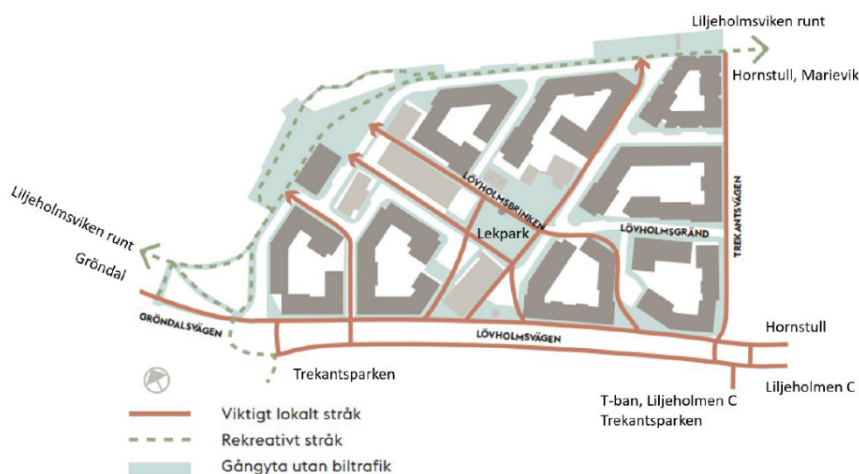 Liljeholmsviken runt
Hornstull, Marievik
LÖVHOLMSBRINKEN
Liljeholmsviken runt
Gröndal
Lekpark
LÖVHOLMSGRÄND
TREKANTSVÄGEN
GRÖNDALSVÄGEN
LÖVHOLMSVÄGEN
Hornstull
Trekantsparken
Liljeholmen C
T-ban, Liljeholmen C
Trekantsparken
Viktigt lokalt stråk
Rekreativt stråk
Gångyta utan biltrafik